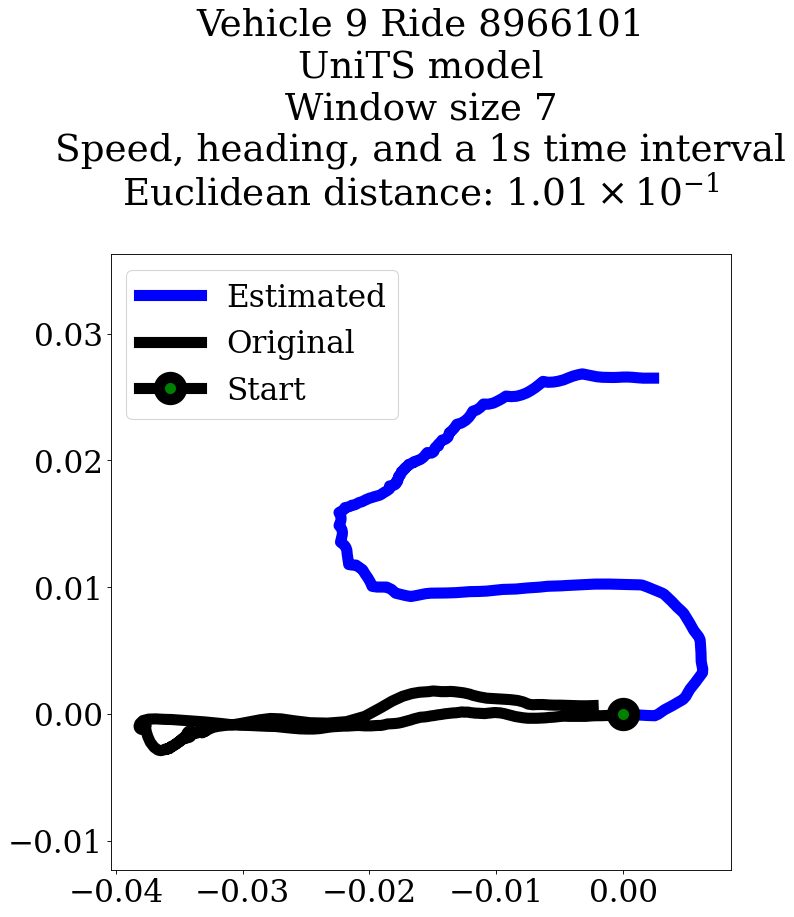 Vehicle 9 Ride 8966101
UniTS model
Window size 7
Speed, heading, and a 1s time interval
Euclidean distance: 1.01 × 10⁻¹
Estimated
Original
Start
0.03
0.02
0.01
0.00
−0.01
−0.04 −0.03 −0.02 −0.01 0.00